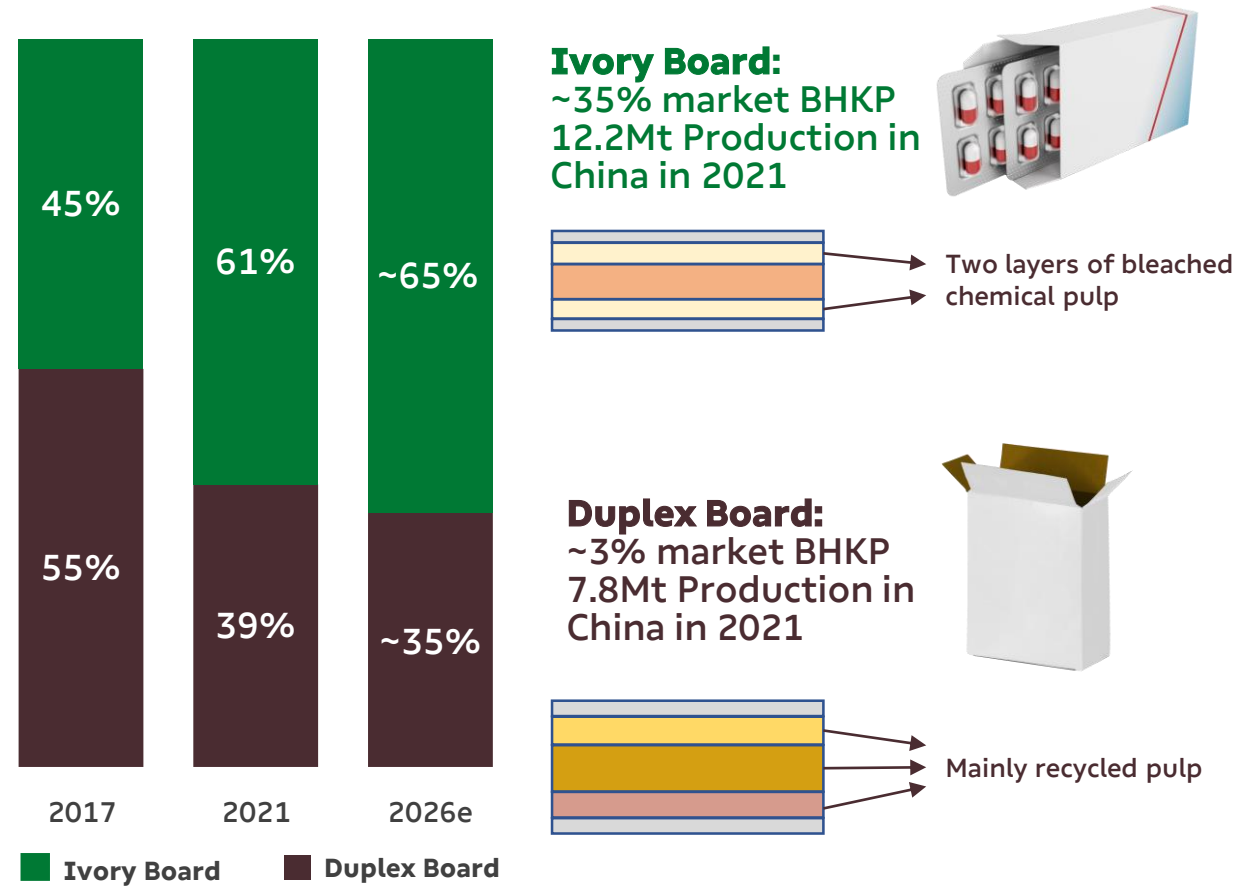 45%
55%
61%
39%
~65%
~35%
2017
2021
2026e
Ivory Board
Duplex Board
Ivory Board:
~35% market BHKP
12.2Mt Production in
China in 2021
Two layers of bleached
chemical pulp
Duplex Board:
~3% market BHKP
7.8Mt Production in
China in 2021
Mainly recycled pulp